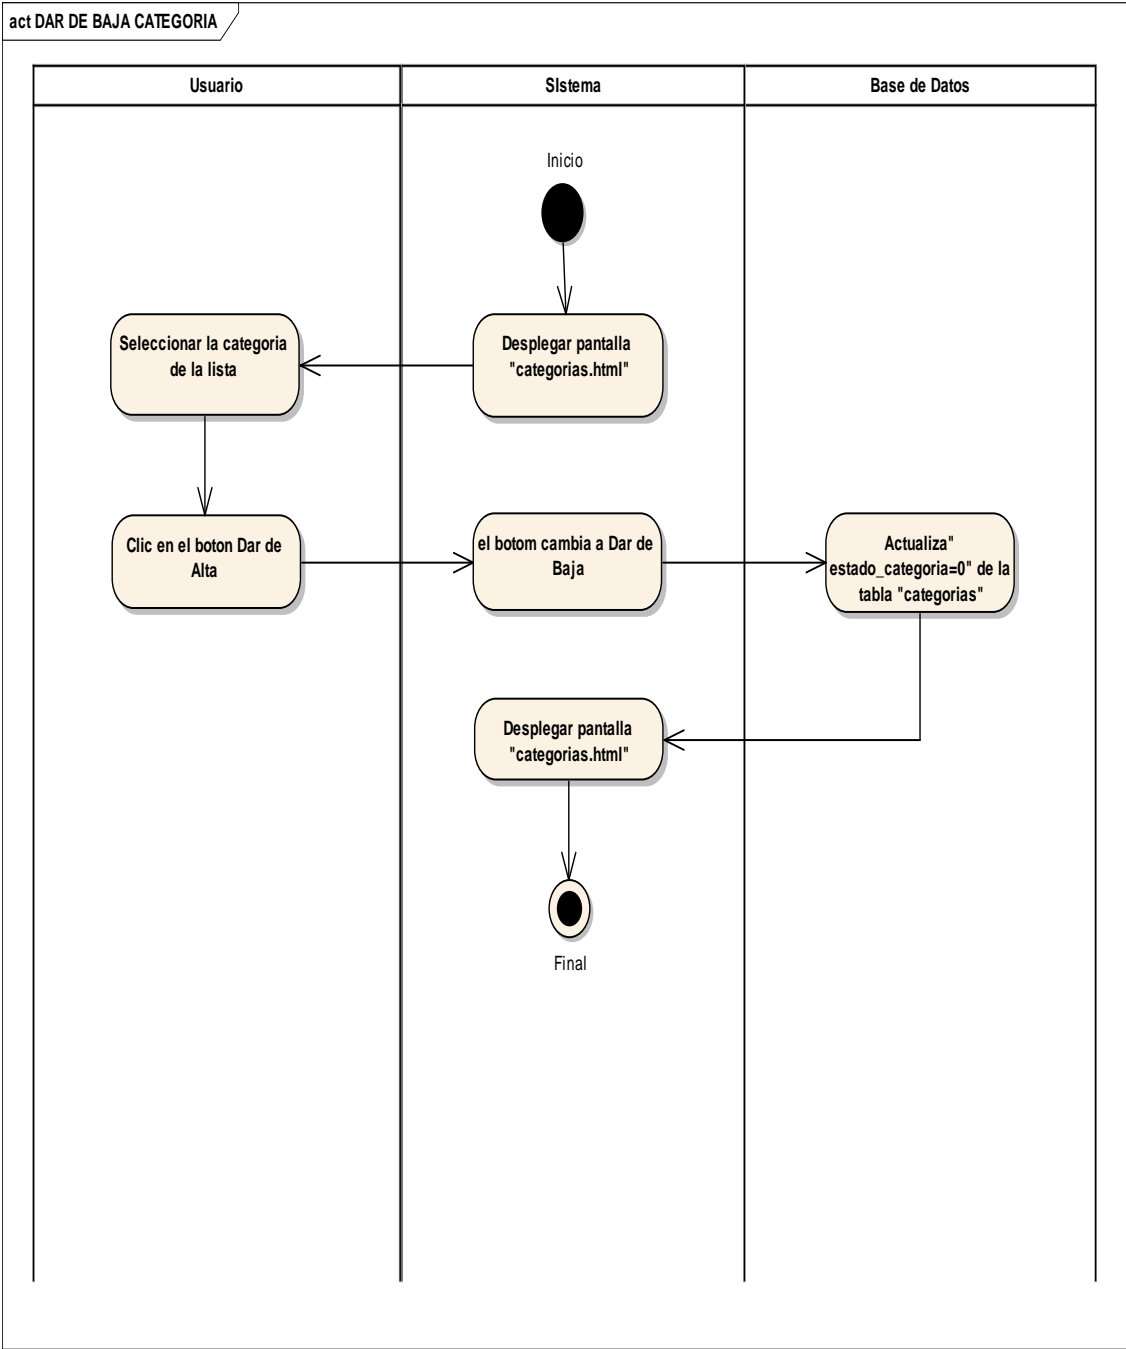 act DAR DE BAJA CATEGORIA
Usuario
SIstema
Base de Datos
Inicio
Seleccionar la categoria
de la lista
Desplegar pantalla
"categorias.html"
Clic en el boton Dar de
Alta
el botom cambia a Dar de
Baja
Actualiza"
estado_categoria=0" de la
tabla "categorias"
Desplegar pantalla
"categorias.html"
Final